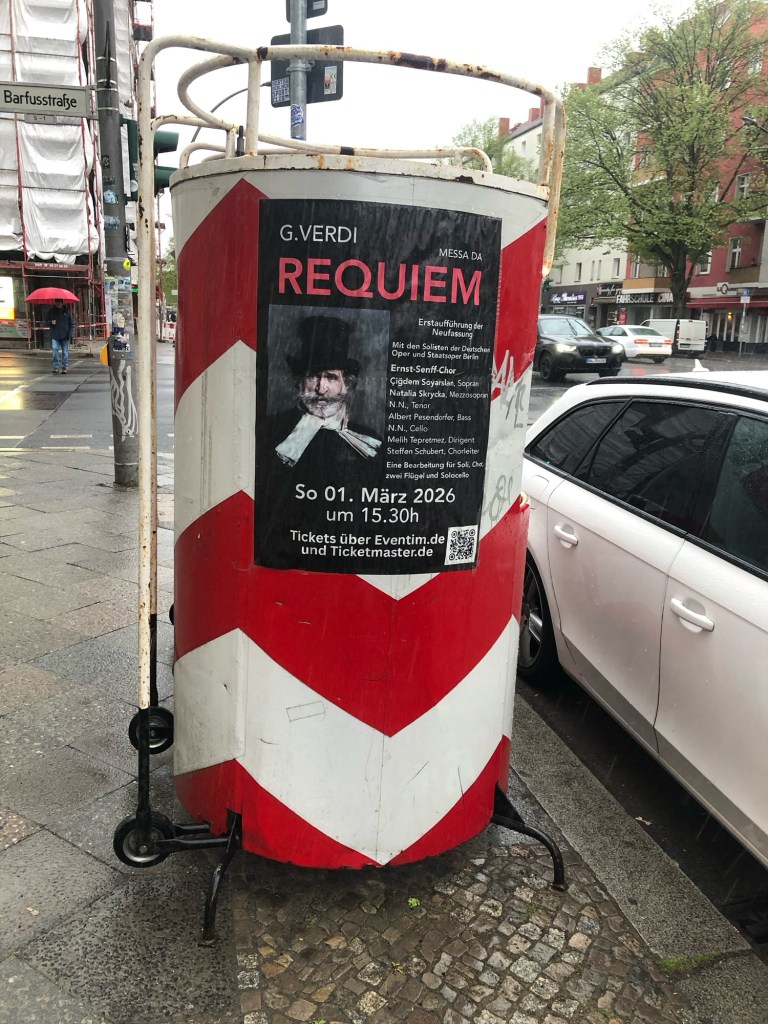 Barfusstraße
G.VERDI
MESSA DA
REQUIEM
Erstaufführung der
Neufassung
Mit den Solisten der Deutschen
Oper und Staatsoper Berlin
Ernst-Senff-Chor
Çiğdem Soyarslan, Sopran
Natalia Skrycka, Mezzosopran
N.N., Tenor
Albert Pesendorfer, Bass
N.N., Cello
Melih Tepretmez, Dirigent
Steffen Schubert, Chorleiter
Eine Bearbeitung für Soli, Chor,
zwei Flügel und Solocello
So 01. März 2026
um 15.30h
Tickets über Eventim.de
und Ticketmaster.de
FAHRSCHULE